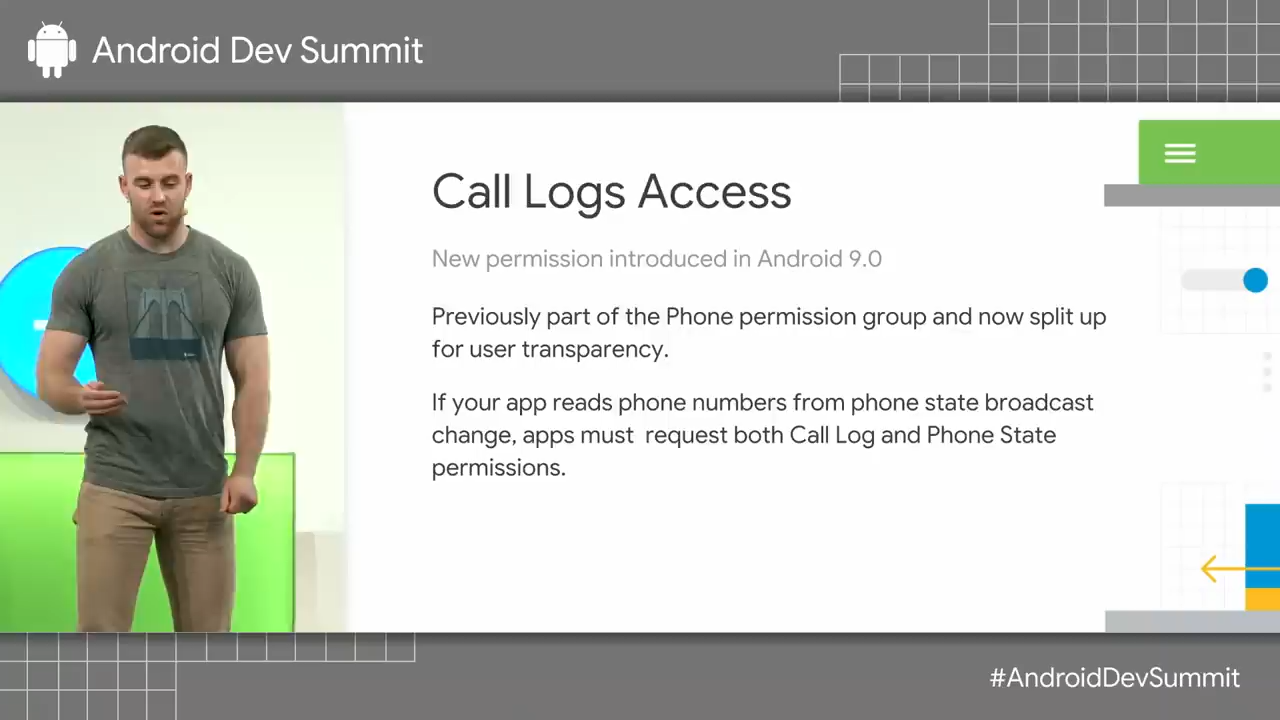 Android Dev Summit
Call Logs Access
New permission introduced in Android 9.0
Previously part of the Phone permission group and now split up
for user transparency.
If your app reads phone numbers from phone state broadcast
change, apps must  request both Call Log and Phone State
permissions.
#AndroidDevSummit